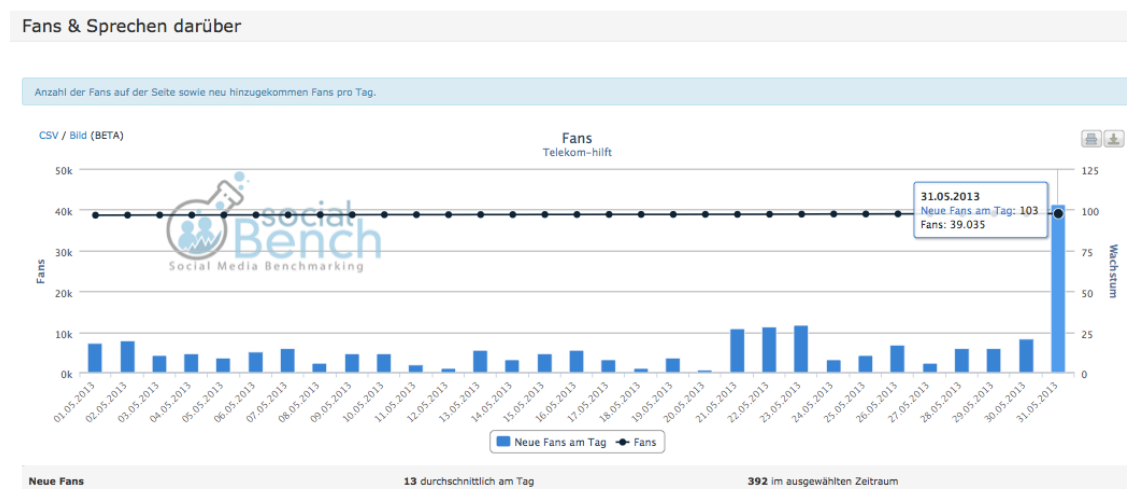 Fans & Sprechen darüber
Anzahl der Fans auf der Seite sowie neu hinzugekommen Fans pro Tag.
CSV / Bild (BETA)
Fans
Telekom-hilft
50k
40k
30k
20k
10k
0k
Fans
125
100
75
50
25
0
Wachstum
social
Bench
Social Media Benchmarking
31.05.2013
Neue Fans am Tag: 103
Fans: 39.035
01.05.2013
02.05.2013
03.05.2013
04.05.2013
05.05.2013
06.05.2013
07.05.2013
08.05.2013
09.05.2013
10.05.2013
11.05.2013
12.05.2013
13.05.2013
14.05.2013
15.05.2013
16.05.2013
17.05.2013
18.05.2013
19.05.2013
20.05.2013
21.05.2013
22.05.2013
23.05.2013
24.05.2013
25.05.2013
26.05.2013
27.05.2013
28.05.2013
29.05.2013
30.05.2013
31.05.2013
Neue Fans am Tag Fans
Neue Fans 13 durchschnittlich am Tag 392 im ausgewählten Zeitraum